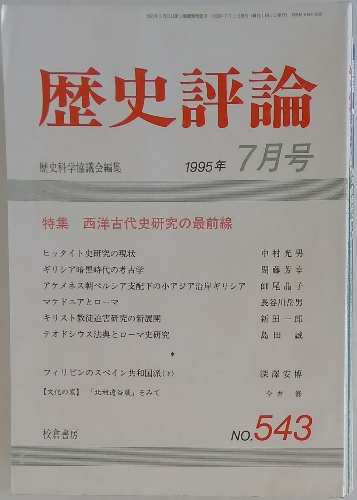 歴史評論
歴史科学協議会編集
1995年 7月号
特集 西洋古代史研究の最前線
ヒッタイト史研究の現状 中村光男
ギリシア暗黒時代の考古学 周藤芳幸
アケメネス朝ペルシア支配下の小アジア沿岸ギリシア 師尾晶子
マケドニアとローマ 長谷川岳男
キリスト教徒迫害研究の新展開 新田一郎
テオドシウス法典とローマ史研究 島田誠
*
フィリピンのスペイン共和国派(下) 深澤安博
【文化の窓】 「北村透谷展」をみて 今井修
校倉書房
NO.543